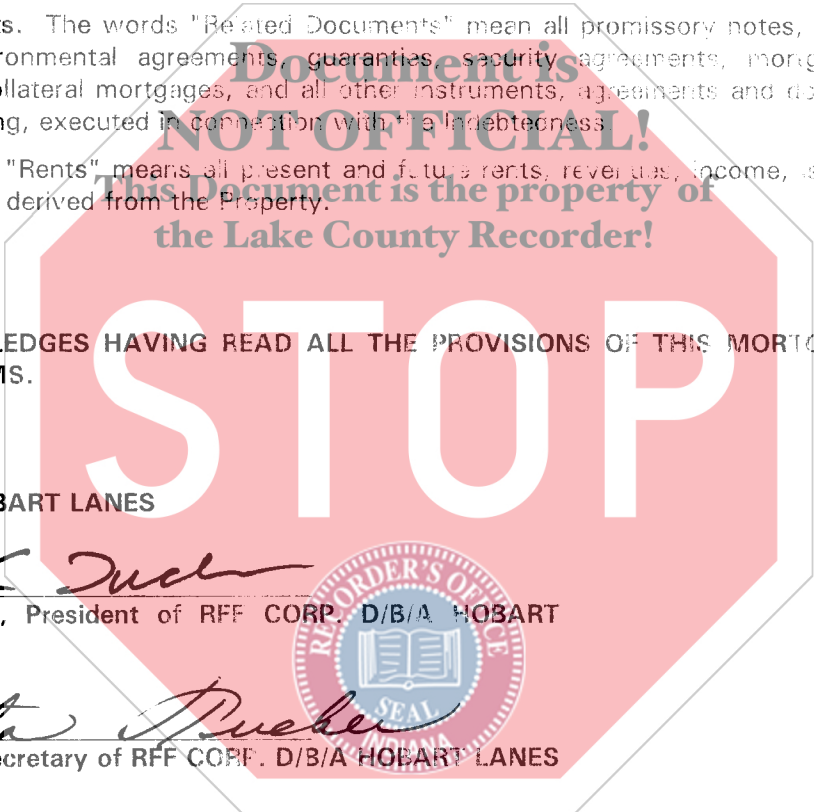 ts. The words "Related Documents" mean all promissory notes,
ronmental agreements, guaranties, security agreements,
ollateral mortgages, and all other instruments, agreements and
ng, executed in connection with the Indebtedness.
"Rents" means all present and future rents, revenues, income,
derived from the Property.
Document is
NOT OFFICIAL!
This Document is the property of
the Lake County Recorder!
STOP
LEDGES HAVING READ ALL THE PROVISIONS OF THIS
MS.
BART LANES
, President of RFF CORP. D/B/A HOBART
ecretary of RFF CORP. D/B/A HOBART LANES
RECORDER'S OFFICE
SEAL
INDIANA